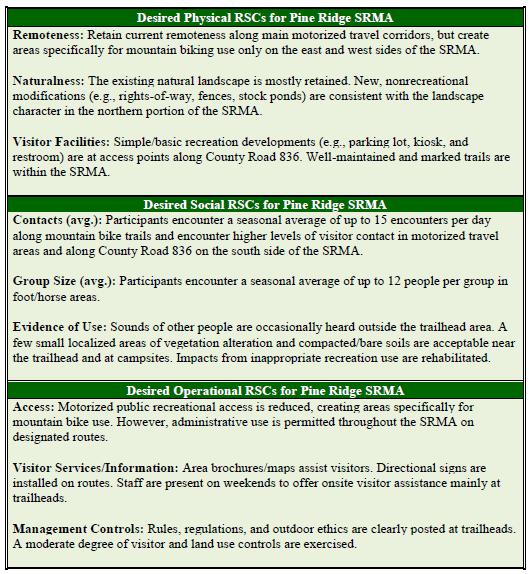 Desired Physical RSCs for Pine Ridge SRMA
Remoteness: Retain current remoteness along main motorized travel corridors, but create
areas specifically for mountain biking use only on the east and west sides of the SRMA.
Naturalness: The existing natural landscape is mostly retained. New, nonrecreational
modifications (e.g., rights-of-way, fences, stock ponds) are consistent with the landscape
character in the northern portion of the SRMA.
Visitor Facilities: Simple/basic recreation developments (e.g., parking lot, kiosk, and
restroom) are at access points along County Road 836. Well-maintained and marked trails are
within the SRMA.
Desired Social RSCs for Pine Ridge SRMA
Contacts (avg.): Participants encounter a seasonal average of up to 15 encounters per day
along mountain bike trails and encounter higher levels of visitor contact in motorized travel
areas and along County Road 836 on the south side of the SRMA.
Group Size (avg.): Participants encounter a seasonal average of up to 12 people per group in
foot/horse areas.
Evidence of Use: Sounds of other people are occasionally heard outside the trailhead area. A
few small localized areas of vegetation alteration and compacted/bare soils are acceptable near
the trailhead and at campsites. Impacts from inappropriate recreation use are rehabilitated.
Desired Operational RSCs for Pine Ridge SRMA
Access: Motorized public recreational access is reduced, creating areas specifically for
mountain bike use. However, administrative use is permitted throughout the SRMA on
designated routes.
Visitor Services/Information: Area brochures/maps assist visitors. Directional signs are
installed on routes. Staff are present on weekends to offer onsite visitor assistance mainly at
trailheads.
Management Controls: Rules, regulations, and outdoor ethics are clearly posted at trailheads.
A moderate degree of visitor and land use controls are exercised.